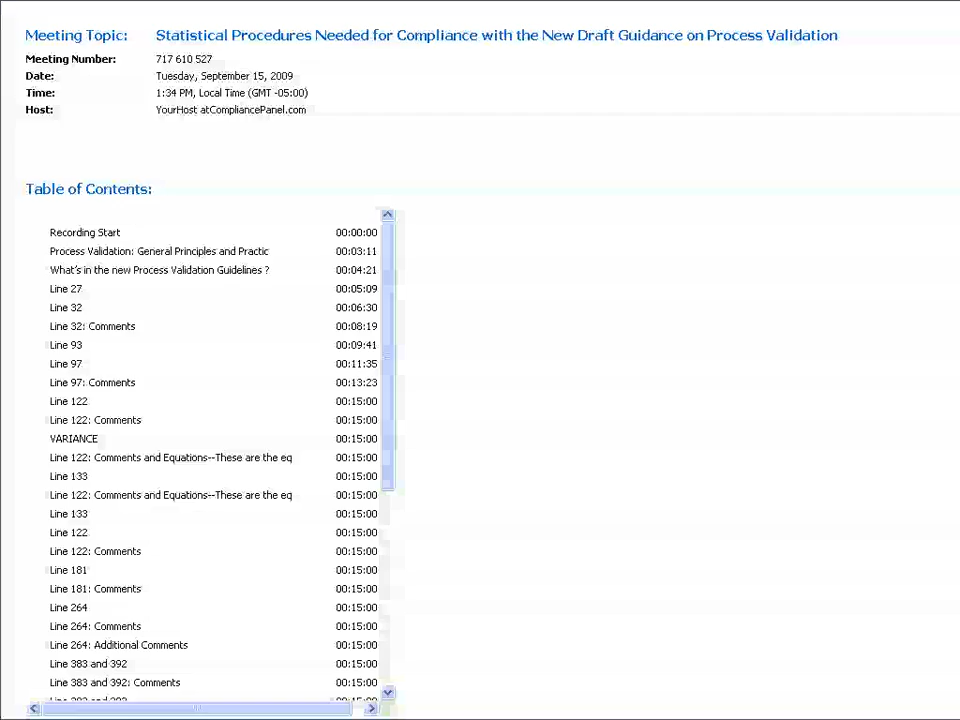 Meeting Topic: Statistical Procedures Needed for Compliance with the New Draft Guidance on Process Validation
Meeting Number: 717 610 527
Date: Tuesday, September 15, 2009
Time: 1:34 PM, Local Time (GMT -05:00)
Host: YourHost atCompliancePanel.com
Table of Contents:
Recording Start 00:00:00
Process Validation: General Principles and Practic 00:03:11
What's in the new Process Validation Guidelines ? 00:04:21
Line 27 00:05:09
Line 32 00:06:30
Line 32: Comments 00:08:19
Line 93 00:09:41
Line 97 00:11:35
Line 97: Comments 00:13:23
Line 122 00:15:00
Line 122: Comments 00:15:00
VARIANCE 00:15:00
Line 122: Comments and Equations--These are the eq 00:15:00
Line 133 00:15:00
Line 122: Comments and Equations--These are the eq 00:15:00
Line 133 00:15:00
Line 122 00:15:00
Line 122: Comments 00:15:00
Line 181 00:15:00
Line 181: Comments 00:15:00
Line 264 00:15:00
Line 264: Comments 00:15:00
Line 264: Additional Comments 00:15:00
Line 383 and 392 00:15:00
Line 383 and 392: Comments 00:15:00